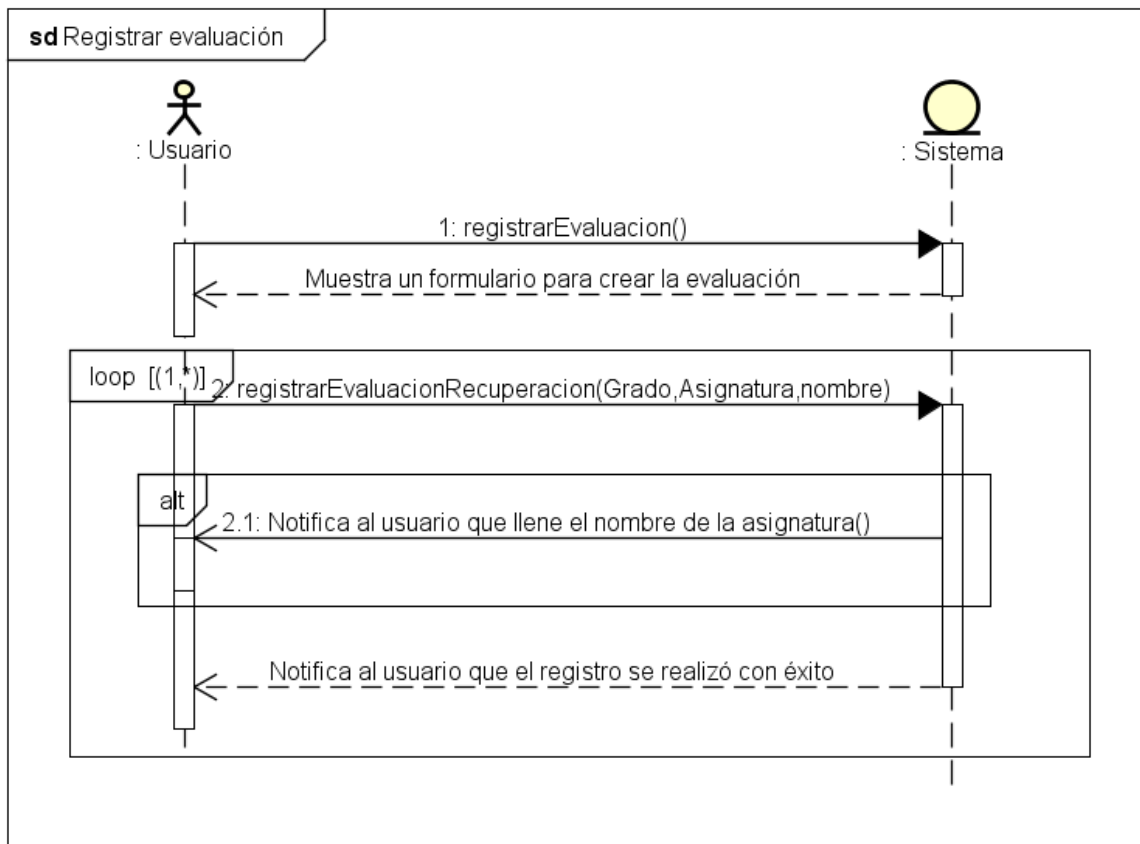 sd Registrar evaluación
: Usuario
: Sistema
1: registrarEvaluacion()
Muestra un formulario para crear la evaluación
loop [(1,*)]
2: registrarEvaluacionRecuperacion(Grado,Asignatura,nombre)
alt
2.1: Notifica al usuario que llene el nombre de la asignatura()
Notifica al usuario que el registro se realizó con éxito